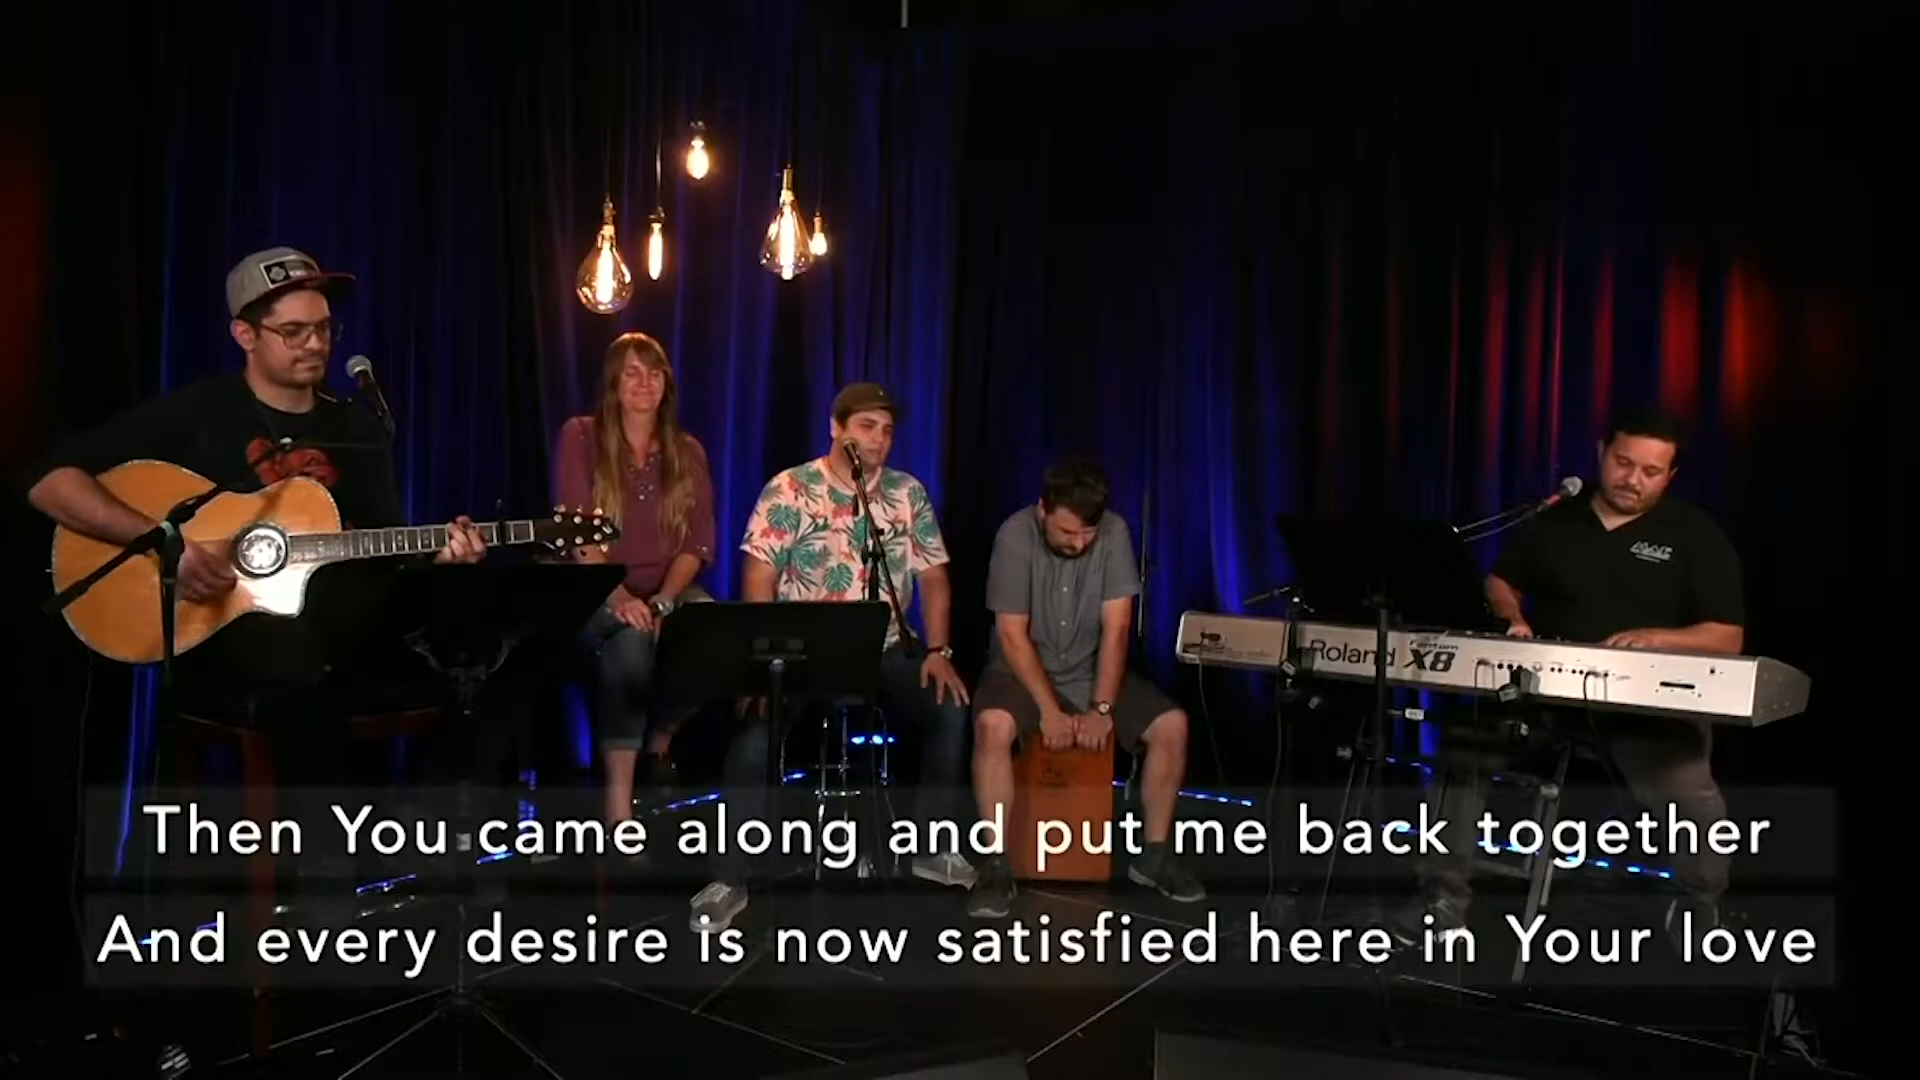 Roland Fantom X8
Then You came along and put me back together
And every desire is now satisfied here in Your love